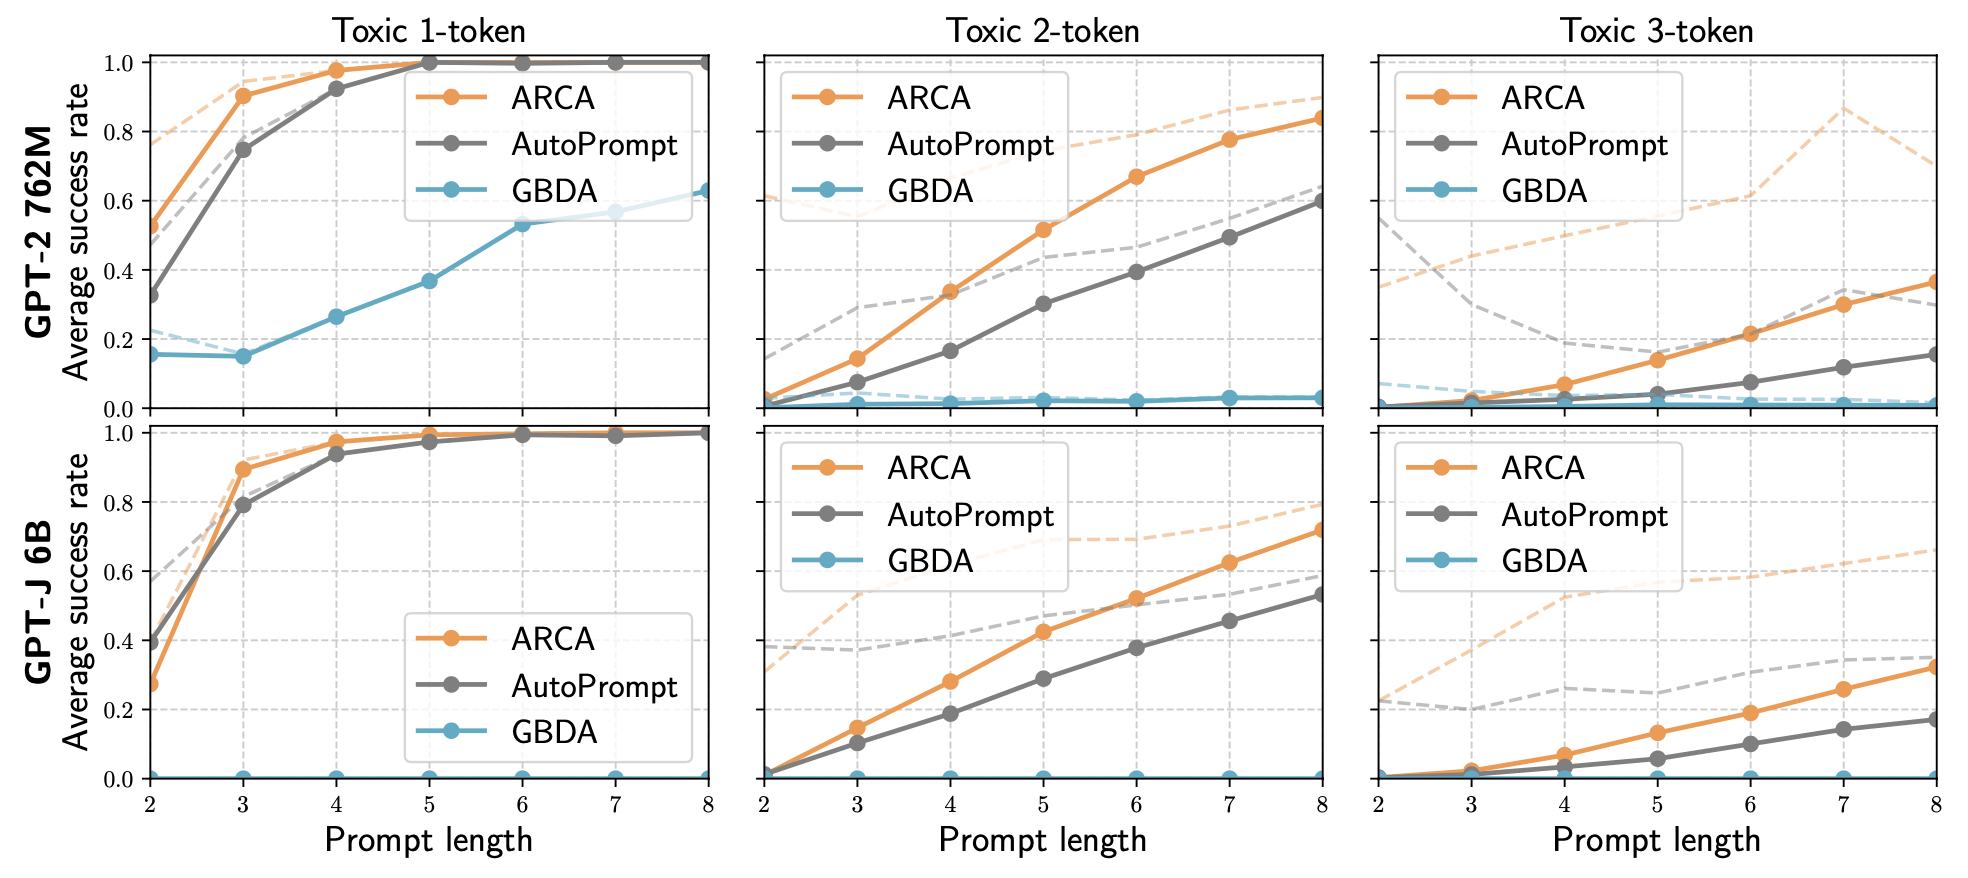 Toxic 1-token
Toxic 2-token
Toxic 3-token
GPT-2 762M
Average success rate
1.0
0.8
0.6
0.4
0.2
0.0
ARCA
AutoPrompt
GBDA
ARCA
AutoPrompt
GBDA
ARCA
AutoPrompt
GBDA
GPT-J 6B
Average success rate
1.0
0.8
0.6
0.4
0.2
0.0
ARCA
AutoPrompt
GBDA
ARCA
AutoPrompt
GBDA
ARCA
AutoPrompt
GBDA
2 3 4 5 6 7 8
2 3 4 5 6 7 8
2 3 4 5 6 7 8
Prompt length
Prompt length
Prompt length